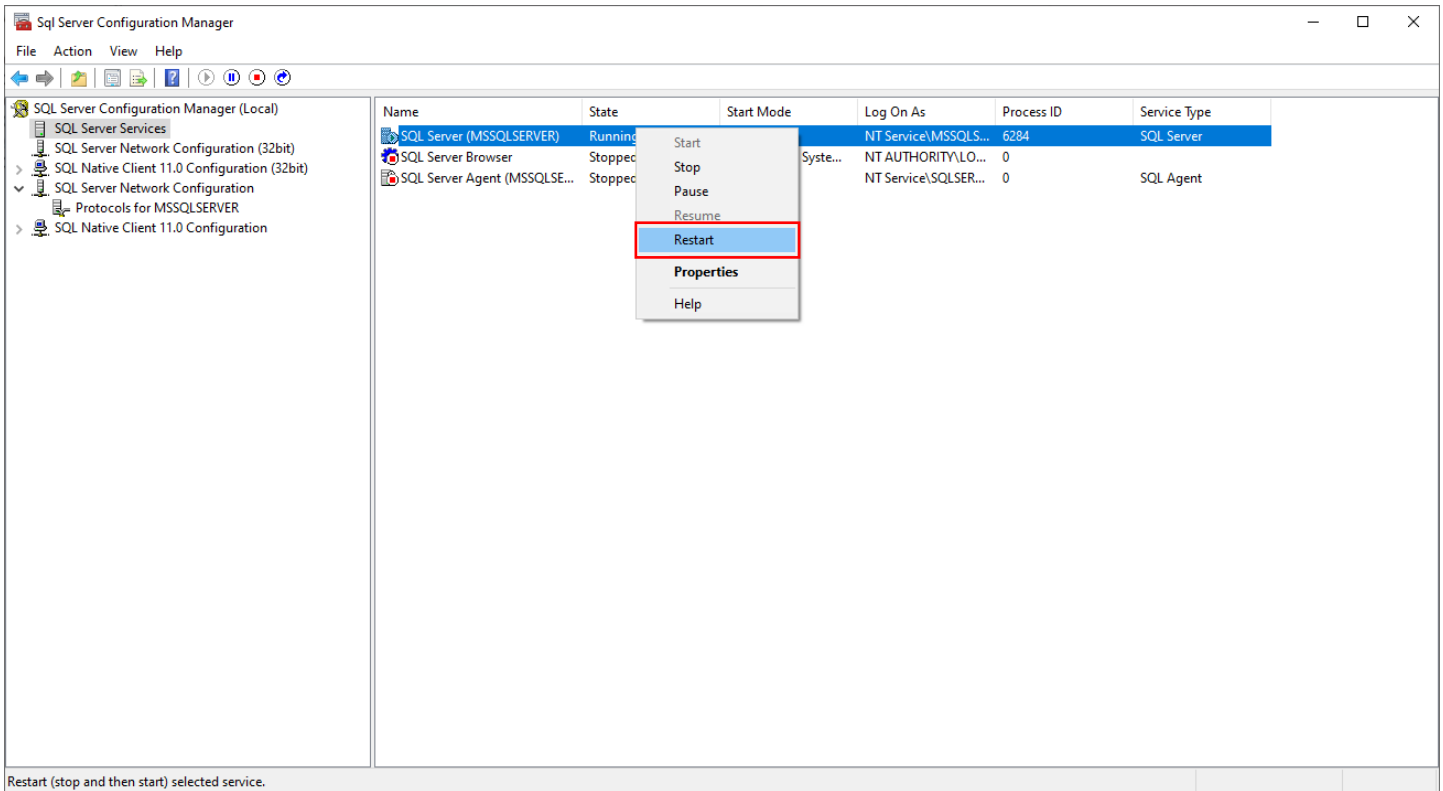 Sql Server Configuration Manager
File Action View Help
SQL Server Configuration Manager (Local)
SQL Server Services
SQL Server Network Configuration (32bit)
SQL Native Client 11.0 Configuration (32bit)
SQL Server Network Configuration
Protocols for MSSQLSERVER
SQL Native Client 11.0 Configuration
Name State Start Mode Log On As Process ID Service Type
SQL Server (MSSQLSERVER) Running NT Service\MSSQLS... 6284 SQL Server
SQL Server Browser Stopped Syste... NT AUTHORITY\LO... 0
SQL Server Agent (MSSQLSE... Stopped NT Service\SQLSER... 0 SQL Agent
Start
Stop
Pause
Resume
Restart
Properties
Help
Restart (stop and then start) selected service.